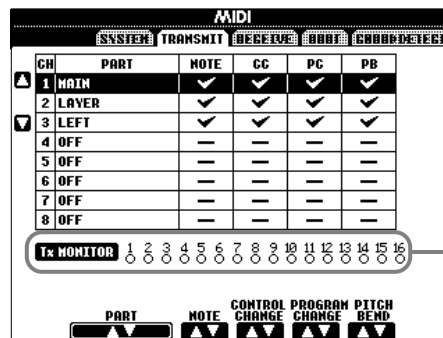 MIDI
SYSTEM TRANSMIT RECEIVE ROOT
CH PART NOTE CC PC PB
1 MAIN
2 LAYER
3 LEFT
4 OFF — — — —
5 OFF — — — —
6 OFF — — — —
7 OFF — — — —
8 OFF — — — —
Tx MONITOR 1 2 3 4 5 6 7 8 9 10 11 12 13 14 15 16
PART NOTE CONTROL CHANGE PROGRAM CHANGE PITCH BEND